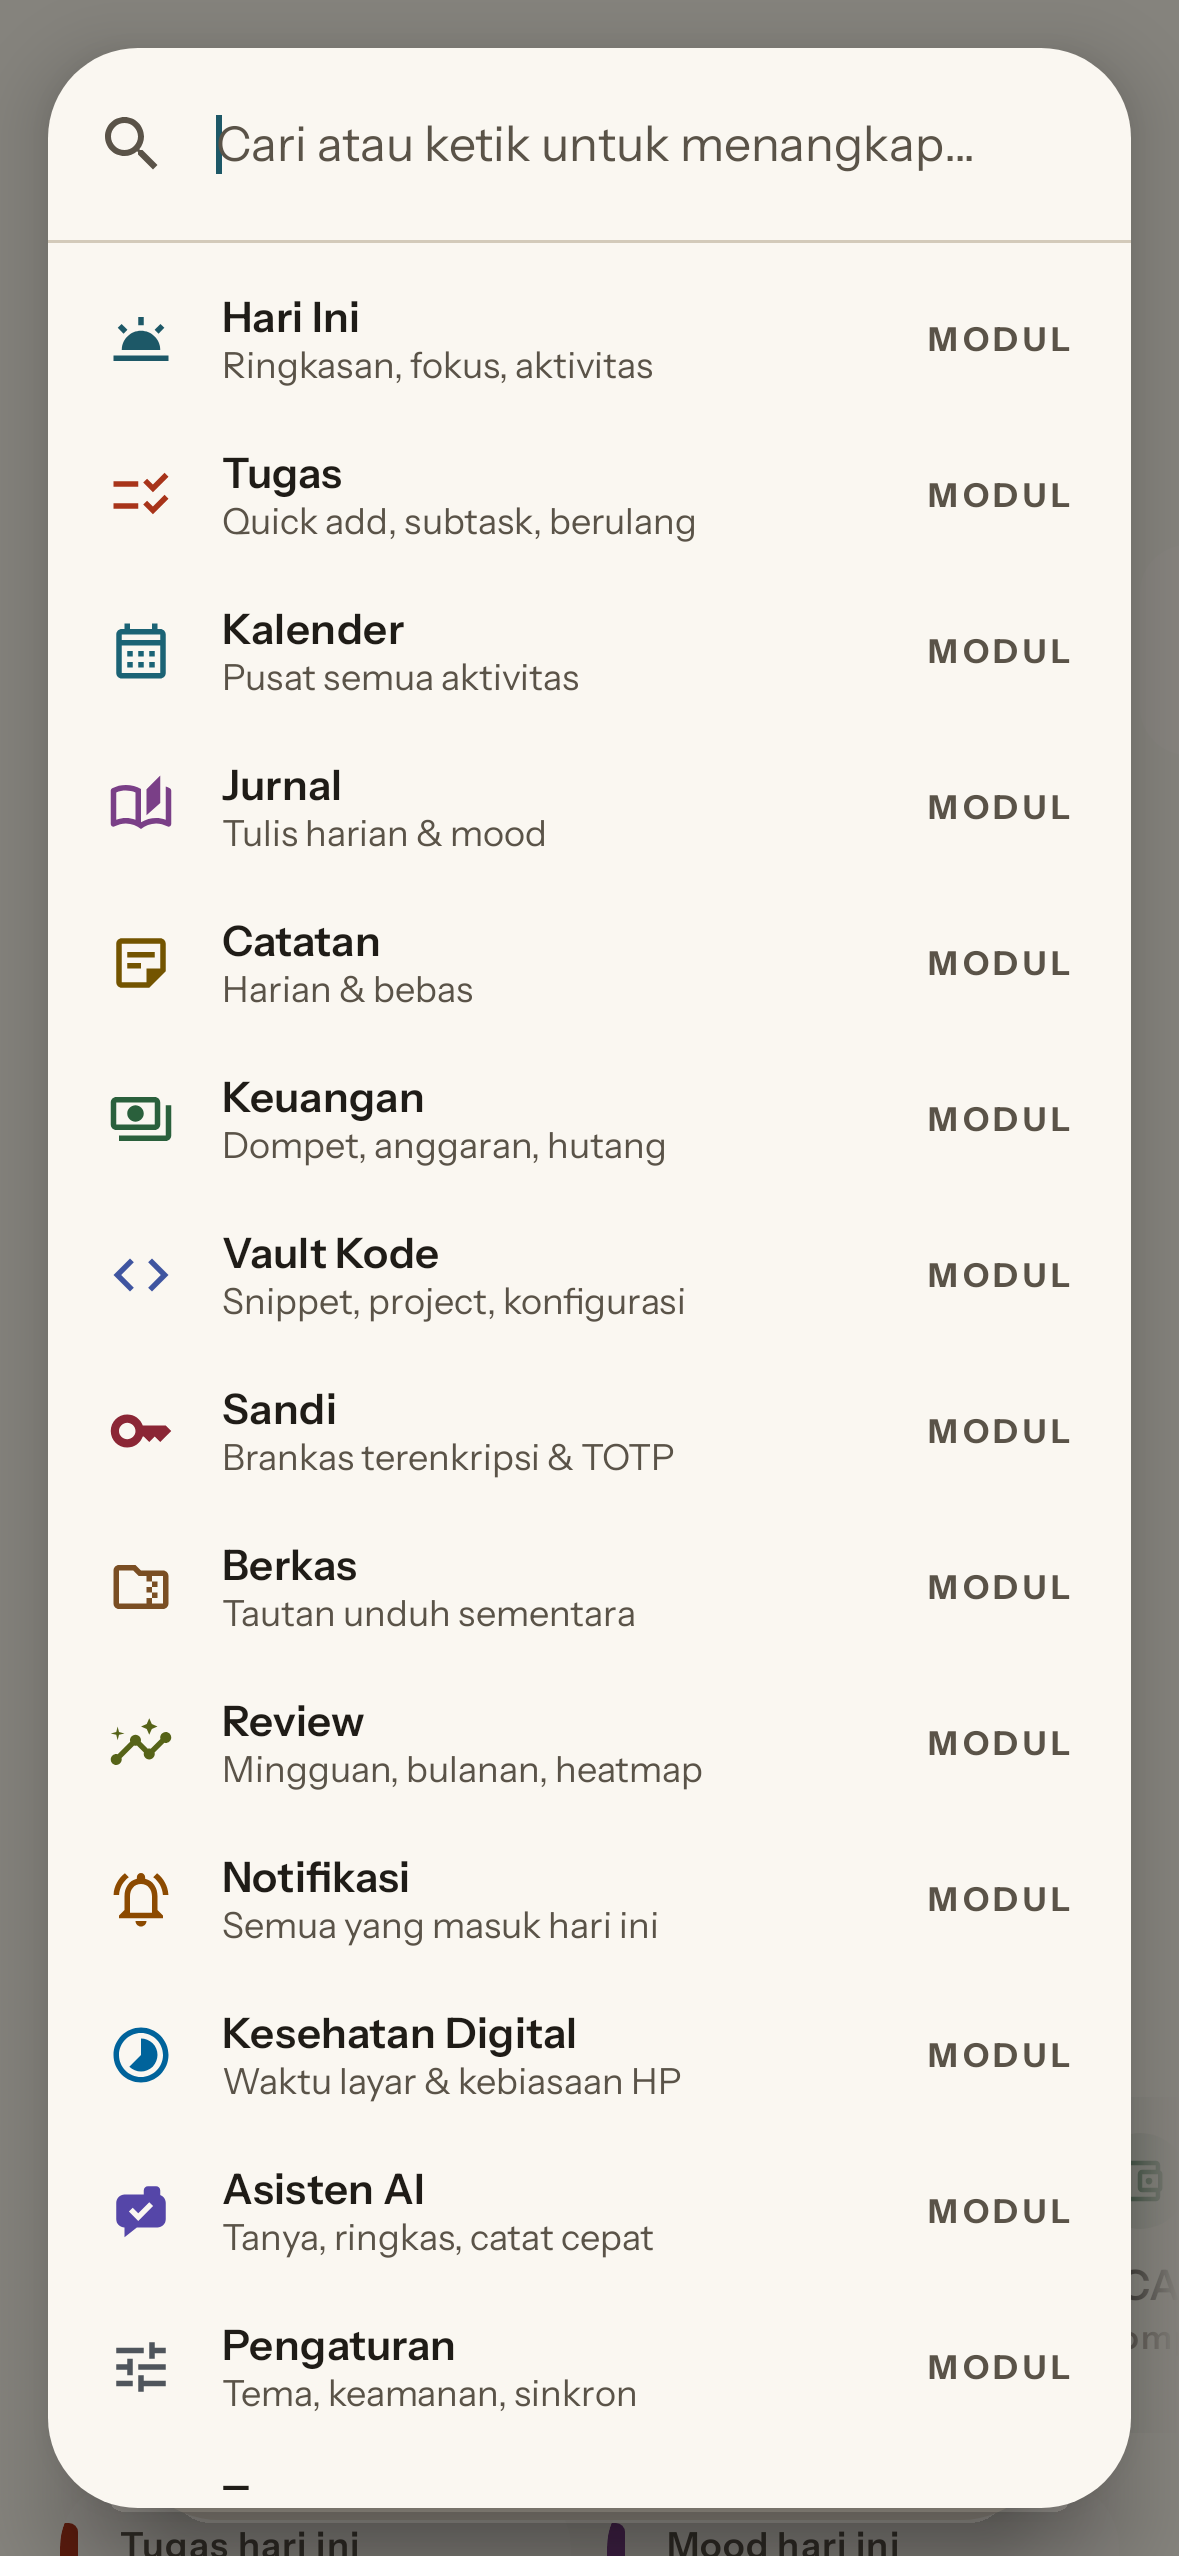 Cari atau ketik untuk menangkap...
Hari Ini
Ringkasan, fokus, aktivitas
MODUL
Tugas
Quick add, subtask, berulang
MODUL
Kalender
Pusat semua aktivitas
MODUL
Jurnal
Tulis harian & mood
MODUL
Catatan
Harian & bebas
MODUL
Keuangan
Dompet, anggaran, hutang
MODUL
Vault Kode
Snippet, project, konfigurasi
MODUL
Sandi
Brankas terenkripsi & TOTP
MODUL
Berkas
Tautan unduh sementara
MODUL
Review
Mingguan, bulanan, heatmap
MODUL
Notifikasi
Semua yang masuk hari ini
MODUL
Kesehatan Digital
Waktu layar & kebiasaan HP
MODUL
Asisten AI
Tanya, ringkas, catat cepat
MODUL
Pengaturan
Tema, keamanan, sinkron
MODUL
Tugas hari ini
Mood hari ini